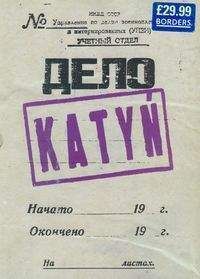 £29.99
BORDERS.
№ НКВД СССР
Управление по делам военнопл
и интернированных (УПВИ)
УЧЕТНЫЙ ОТДЕЛ
ДЕЛО
KATYŃ
Начато 19 г.
Окончено 19 г.
На листах.